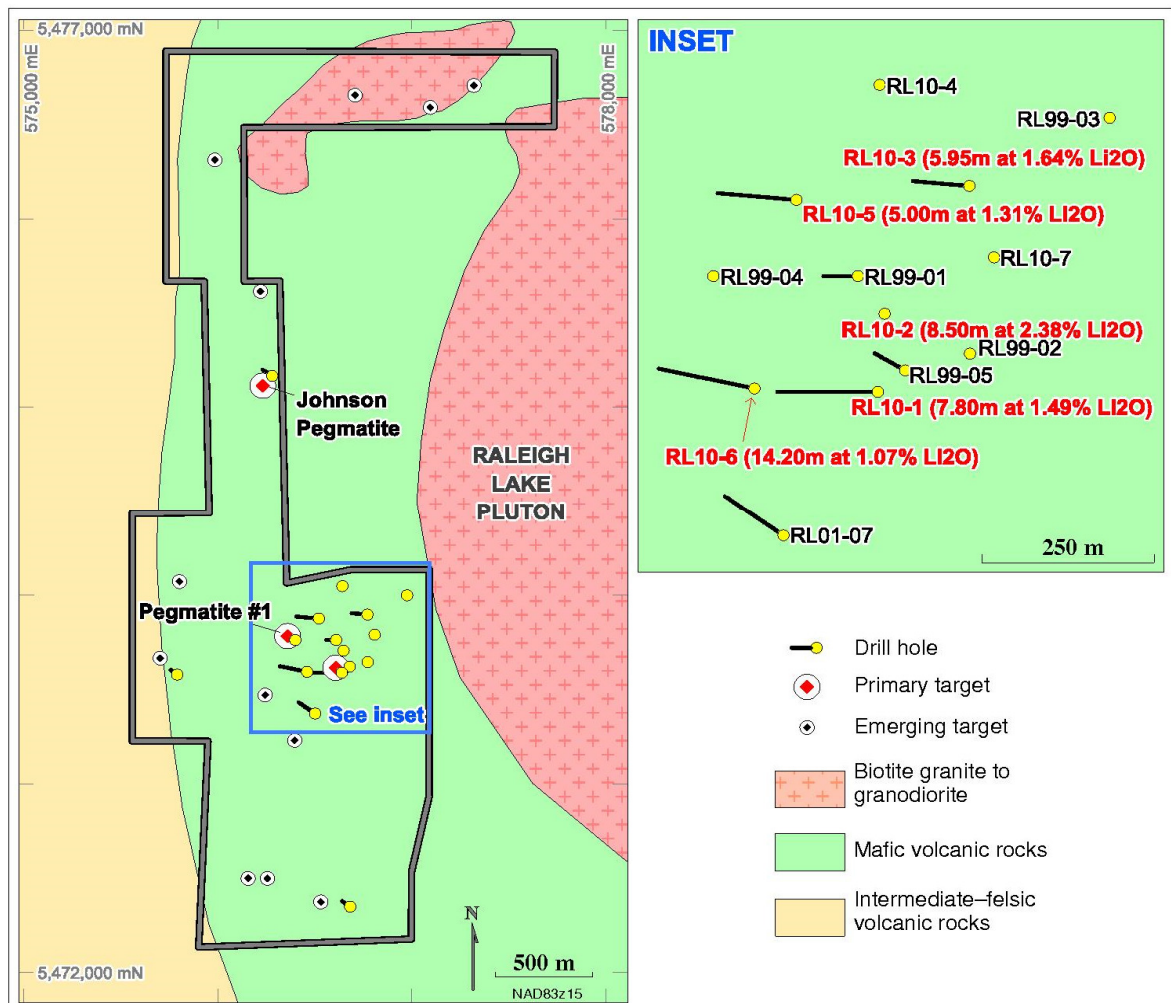 5,477,000 mN
575,000 mE
578,000 mE
Johnson
Pegmatite
RALEIGH
LAKE
PLUTON
Pegmatite #1
See inset
5,472,000 mN
N
500 m
NAD83z15
INSET
RL10-4
RL99-03
RL10-3 (5.95m at 1.64% Li2O)
RL10-5 (5.00m at 1.31% LI2O)
RL10-7
RL99-04
RL99-01
RL10-2 (8.50m at 2.38% LI2O)
RL99-02
RL99-05
RL10-1 (7.80m at 1.49% LI2O)
RL10-6 (14.20m at 1.07% LI2O)
RL01-07
250 m
Drill hole
Primary target
Emerging target
Biotite granite to
granodiorite
Mafic volcanic rocks
Intermediate–felsic
volcanic rocks